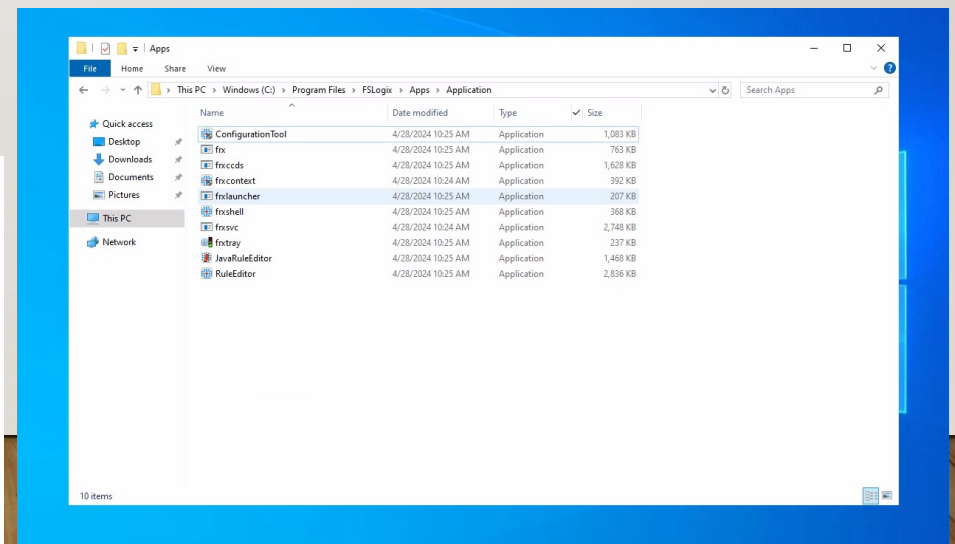 Apps
File Home Share View
This PC > Windows (C:) > Program Files > FSLogix > Apps > Application
Search Apps
Name Date modified Type Size
Quick access
Desktop
Downloads
Documents
Pictures
This PC
Network
ConfigurationTool 4/28/2024 10:25 AM Application 1,083 KB
frx 4/28/2024 10:25 AM Application 763 KB
frxccds 4/28/2024 10:25 AM Application 1,628 KB
frxcontext 4/28/2024 10:24 AM Application 392 KB
frxlauncher 4/28/2024 10:25 AM Application 207 KB
frxshell 4/28/2024 10:25 AM Application 368 KB
frxsvc 4/28/2024 10:24 AM Application 2,748 KB
frxtray 4/28/2024 10:25 AM Application 237 KB
JavaRuleEditor 4/28/2024 10:25 AM Application 1,468 KB
RuleEditor 4/28/2024 10:25 AM Application 2,836 KB
10 items